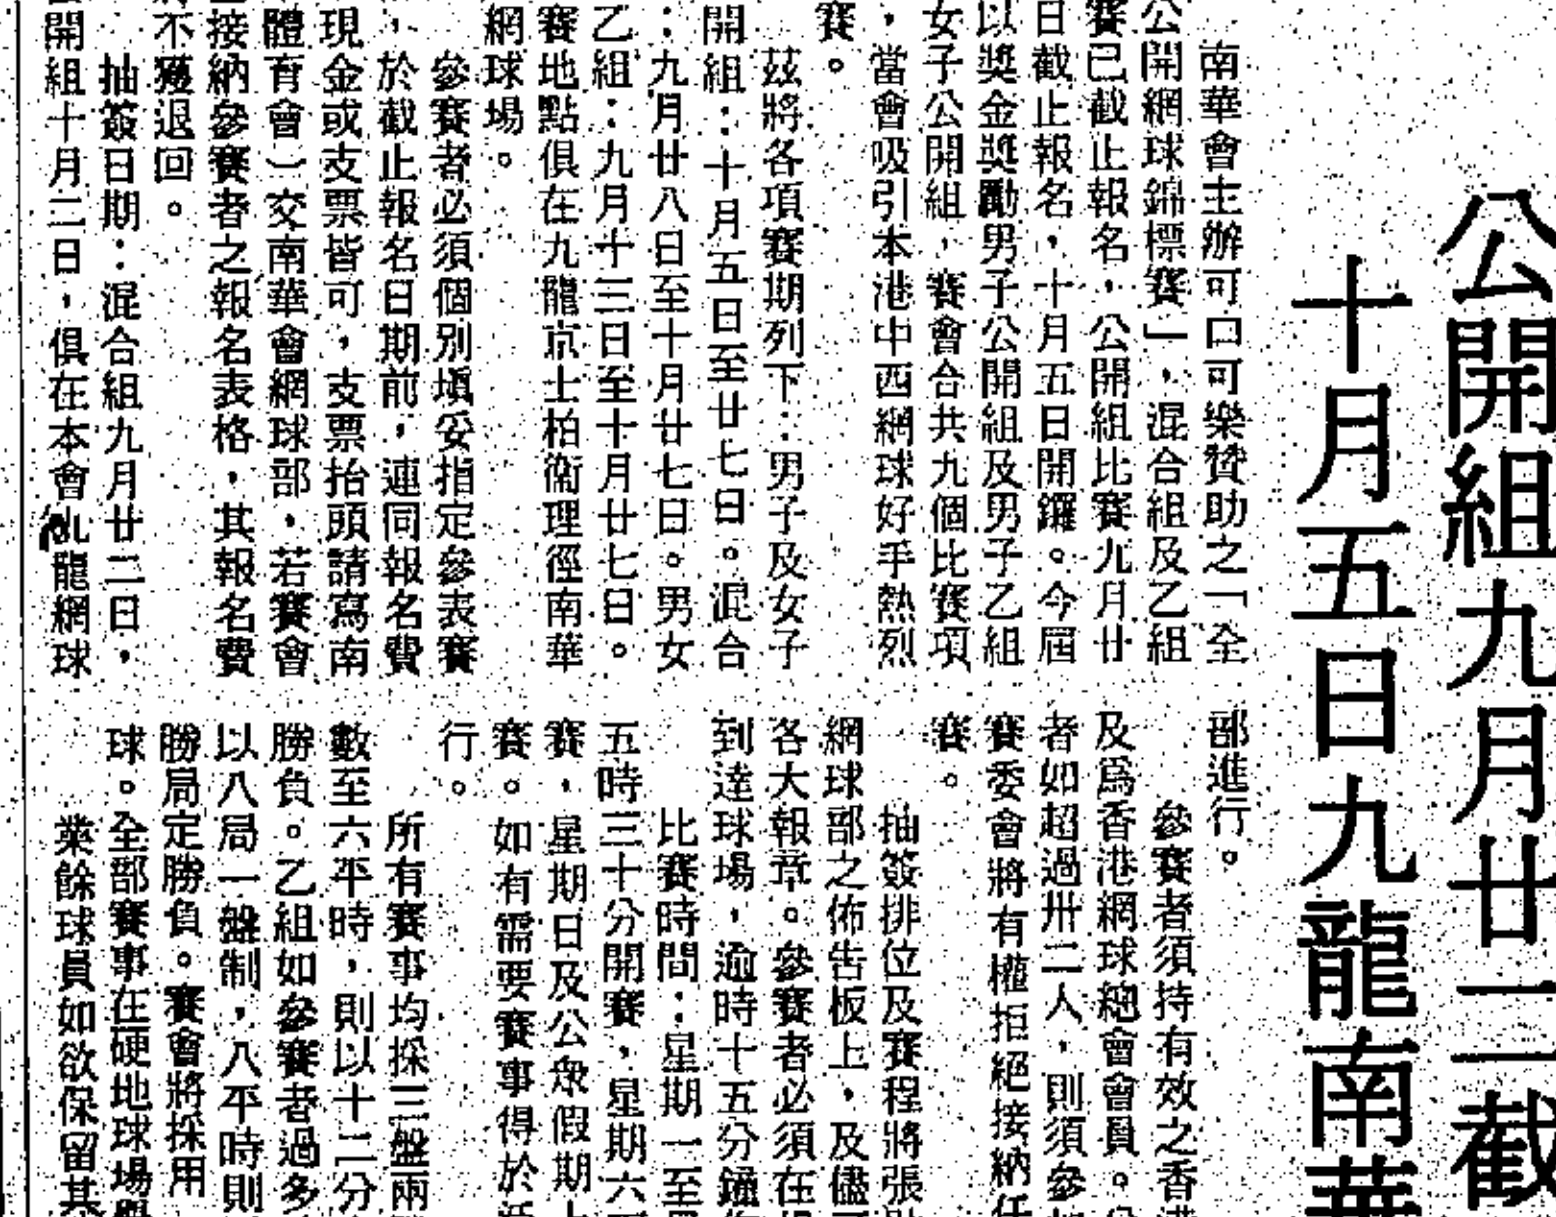 公開組九月廿二截
十月五日九龍南華
南華會主辦可口可樂贊助之「全
公開網球錦標賽」，混合組及乙組
賽已截止報名，公開組比賽九月廿
日截止報名，十月五日開鑼。今屆
以獎金獎勵男子公開組及男子乙組
女子公開組，賽會合共九個比賽項
，當會吸引本港中西網球好手熱烈
賽。
茲將各項賽期列下：男子及女子
開組：十月五日至廿七日。混合
：九月廿八日至十月廿七日。男女
乙組：九月十三日至十月廿七日。
賽地點俱在九龍京士柏衞理徑南華
網球場。
參賽者必須個別塡妥指定參表賽
，於截止報名日期前，連同報名費
現金或支票皆可，支票抬頭請寫南
體育會）交南華會網球部，若賽會
接納參賽者之報名表格，其報名費
不獲退回。
抽簽日期：混合組九月廿二日，
開組十月二日，俱在本會九龍網球
部進行。
參賽者須持有效之香港
及爲香港網球總會會員。
者如超過卅二人，則須參
賽委會將有權拒絕接納任
賽。
抽簽排位及賽程將張
網球部之佈告板上，及儘
各大報章。參賽者必須在
到達球場，逾時十五分鐘
比賽時間：星期一至
五時三十分開賽，星期六
賽，星期日及公衆假期上
賽。如有需要賽事得於
行。
所有賽事均採三盤兩
數至六平時，則以十二分
勝負。乙組如參賽者過多
以八局一盤制，八平時則
勝局定勝負。賽會將採用
球。全部賽事在硬地球場
業餘球員如欲保留其